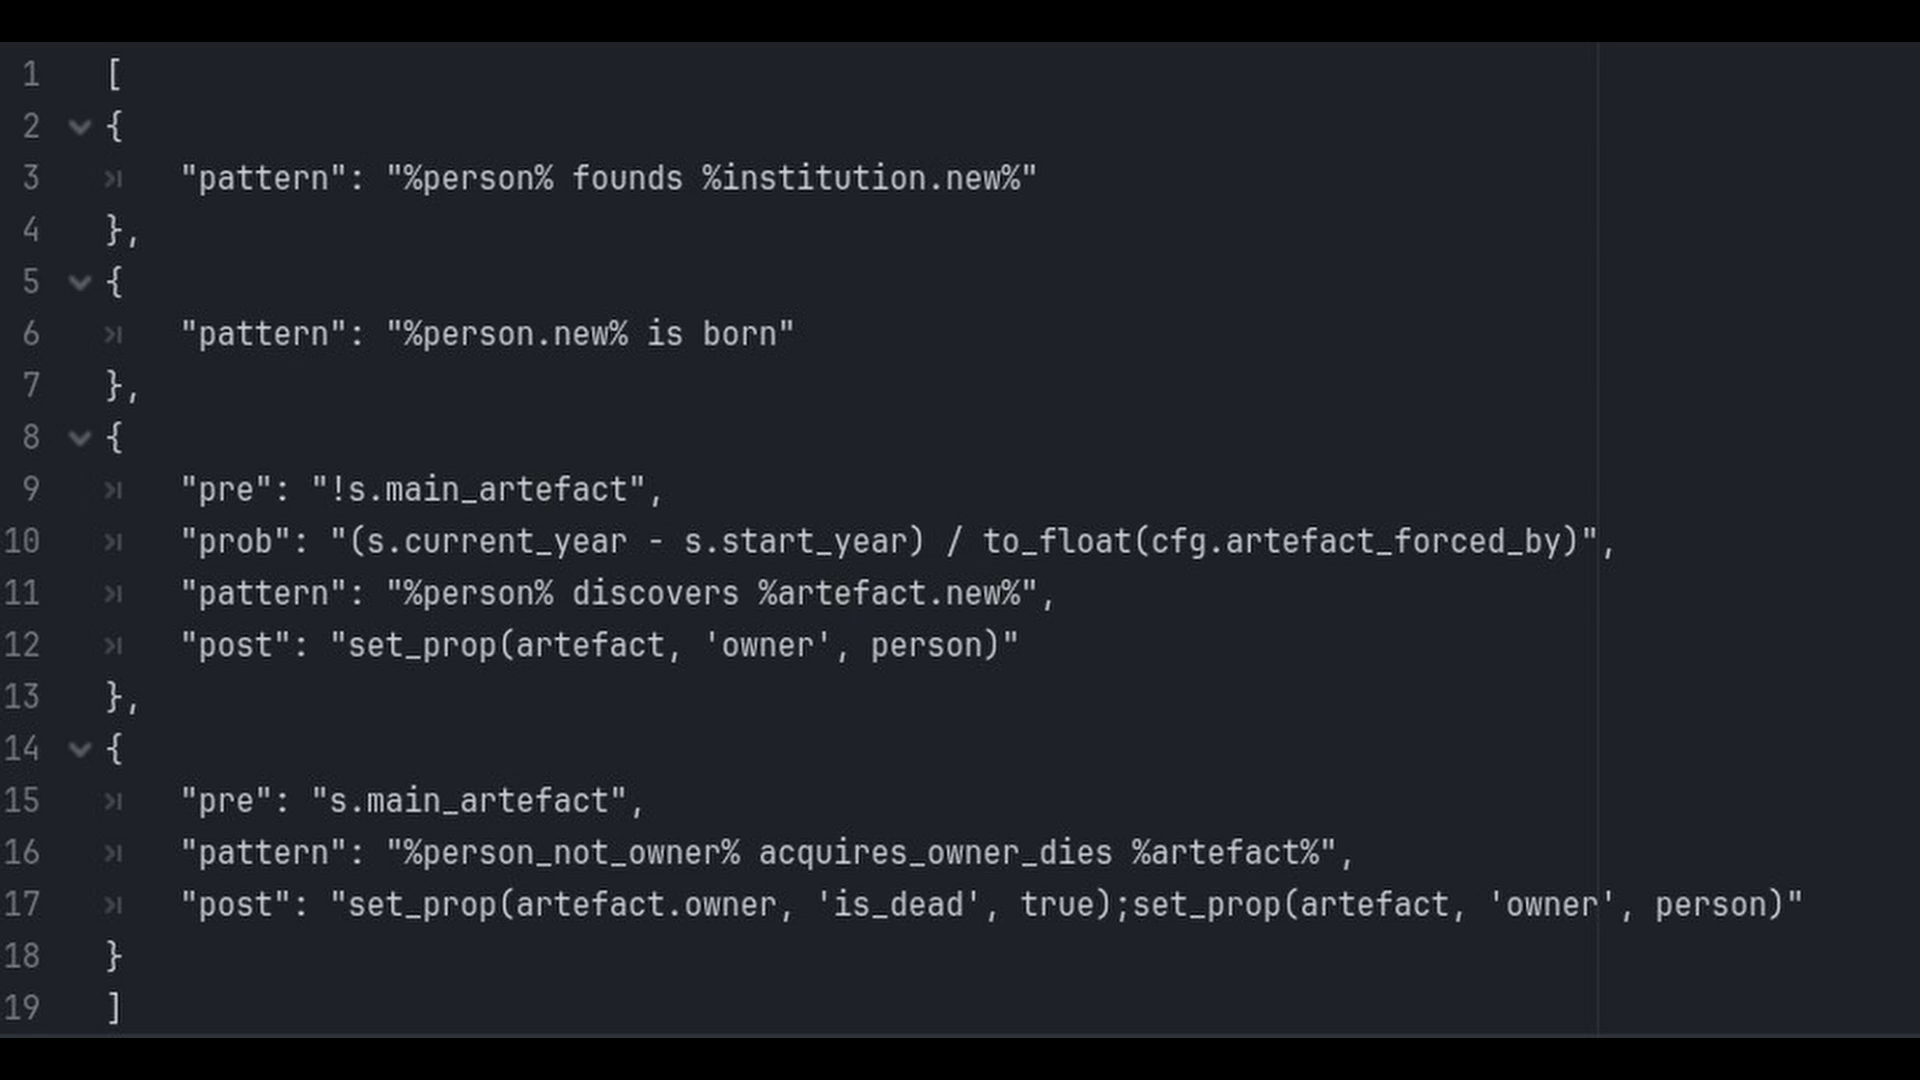 1 [
2 {
3 "pattern": "%person% founds %institution.new%"
4 },
5 {
6 "pattern": "%person.new% is born"
7 },
8 {
9 "pre": "!s.main_artefact",
10 "prob": "(s.current_year - s.start_year) / to_float(cfg.artefact_forced_by)",
11 "pattern": "%person% discovers %artefact.new%",
12 "post": "set_prop(artefact, 'owner', person)"
13 },
14 {
15 "pre": "s.main_artefact",
16 "pattern": "%person_not_owner% acquires_owner_dies %artefact%",
17 "post": "set_prop(artefact.owner, 'is_dead', true);set_prop(artefact, 'owner', person)"
18 }
19 ]